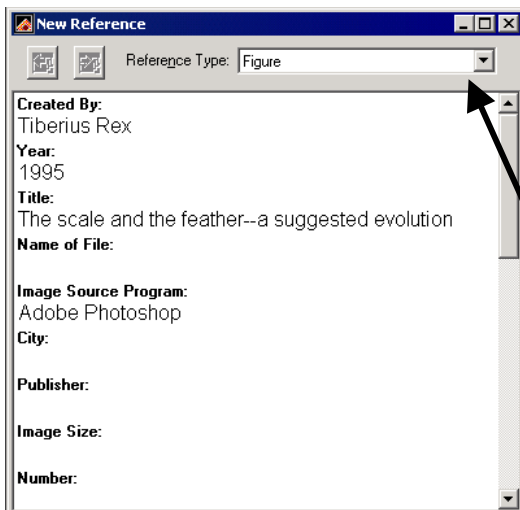 New Reference
Reference Type: Figure
Created By:
Tiberius Rex
Year:
1995
Title:
The scale and the feather--a suggested evolution
Name of File:
Image Source Program:
Adobe Photoshop
City:
Publisher:
Image Size:
Number: